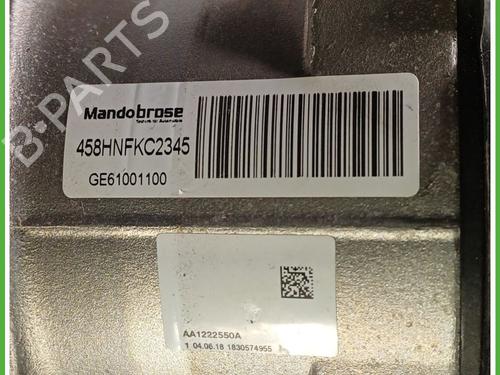 B-PARTS
Mandobrose
458HNFKC2345
GE61001100
AA1222550A
1 04.06.18 1830574955